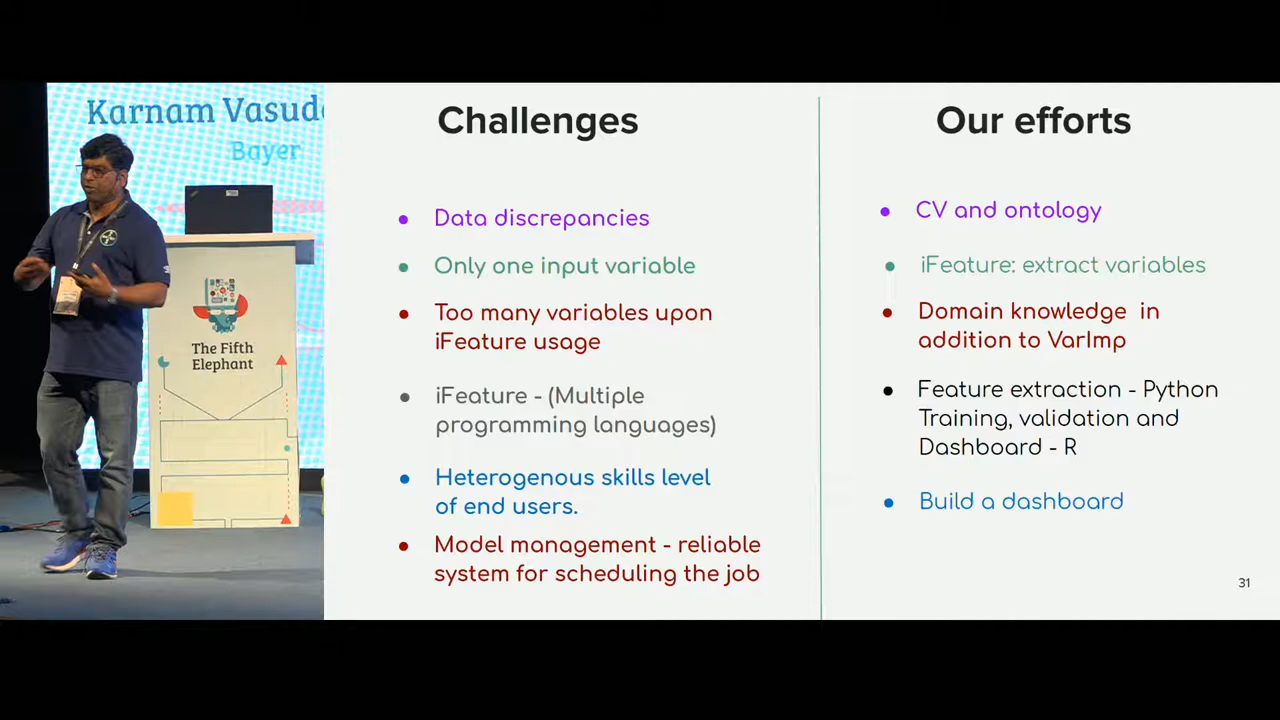 Karnam Vasud
Bayer
The Fifth
Elephant
Challenges
Data discrepancies
Only one input variable
Too many variables upon
iFeature usage
iFeature - (Multiple
programming languages)
Heterogenous skills level
of end users.
Model management - reliable
system for scheduling the job
Our efforts
CV and ontology
iFeature: extract variables
Domain knowledge in
addition to VarImp
Feature extraction - Python
Training, validation and
Dashboard - R
Build a dashboard
31